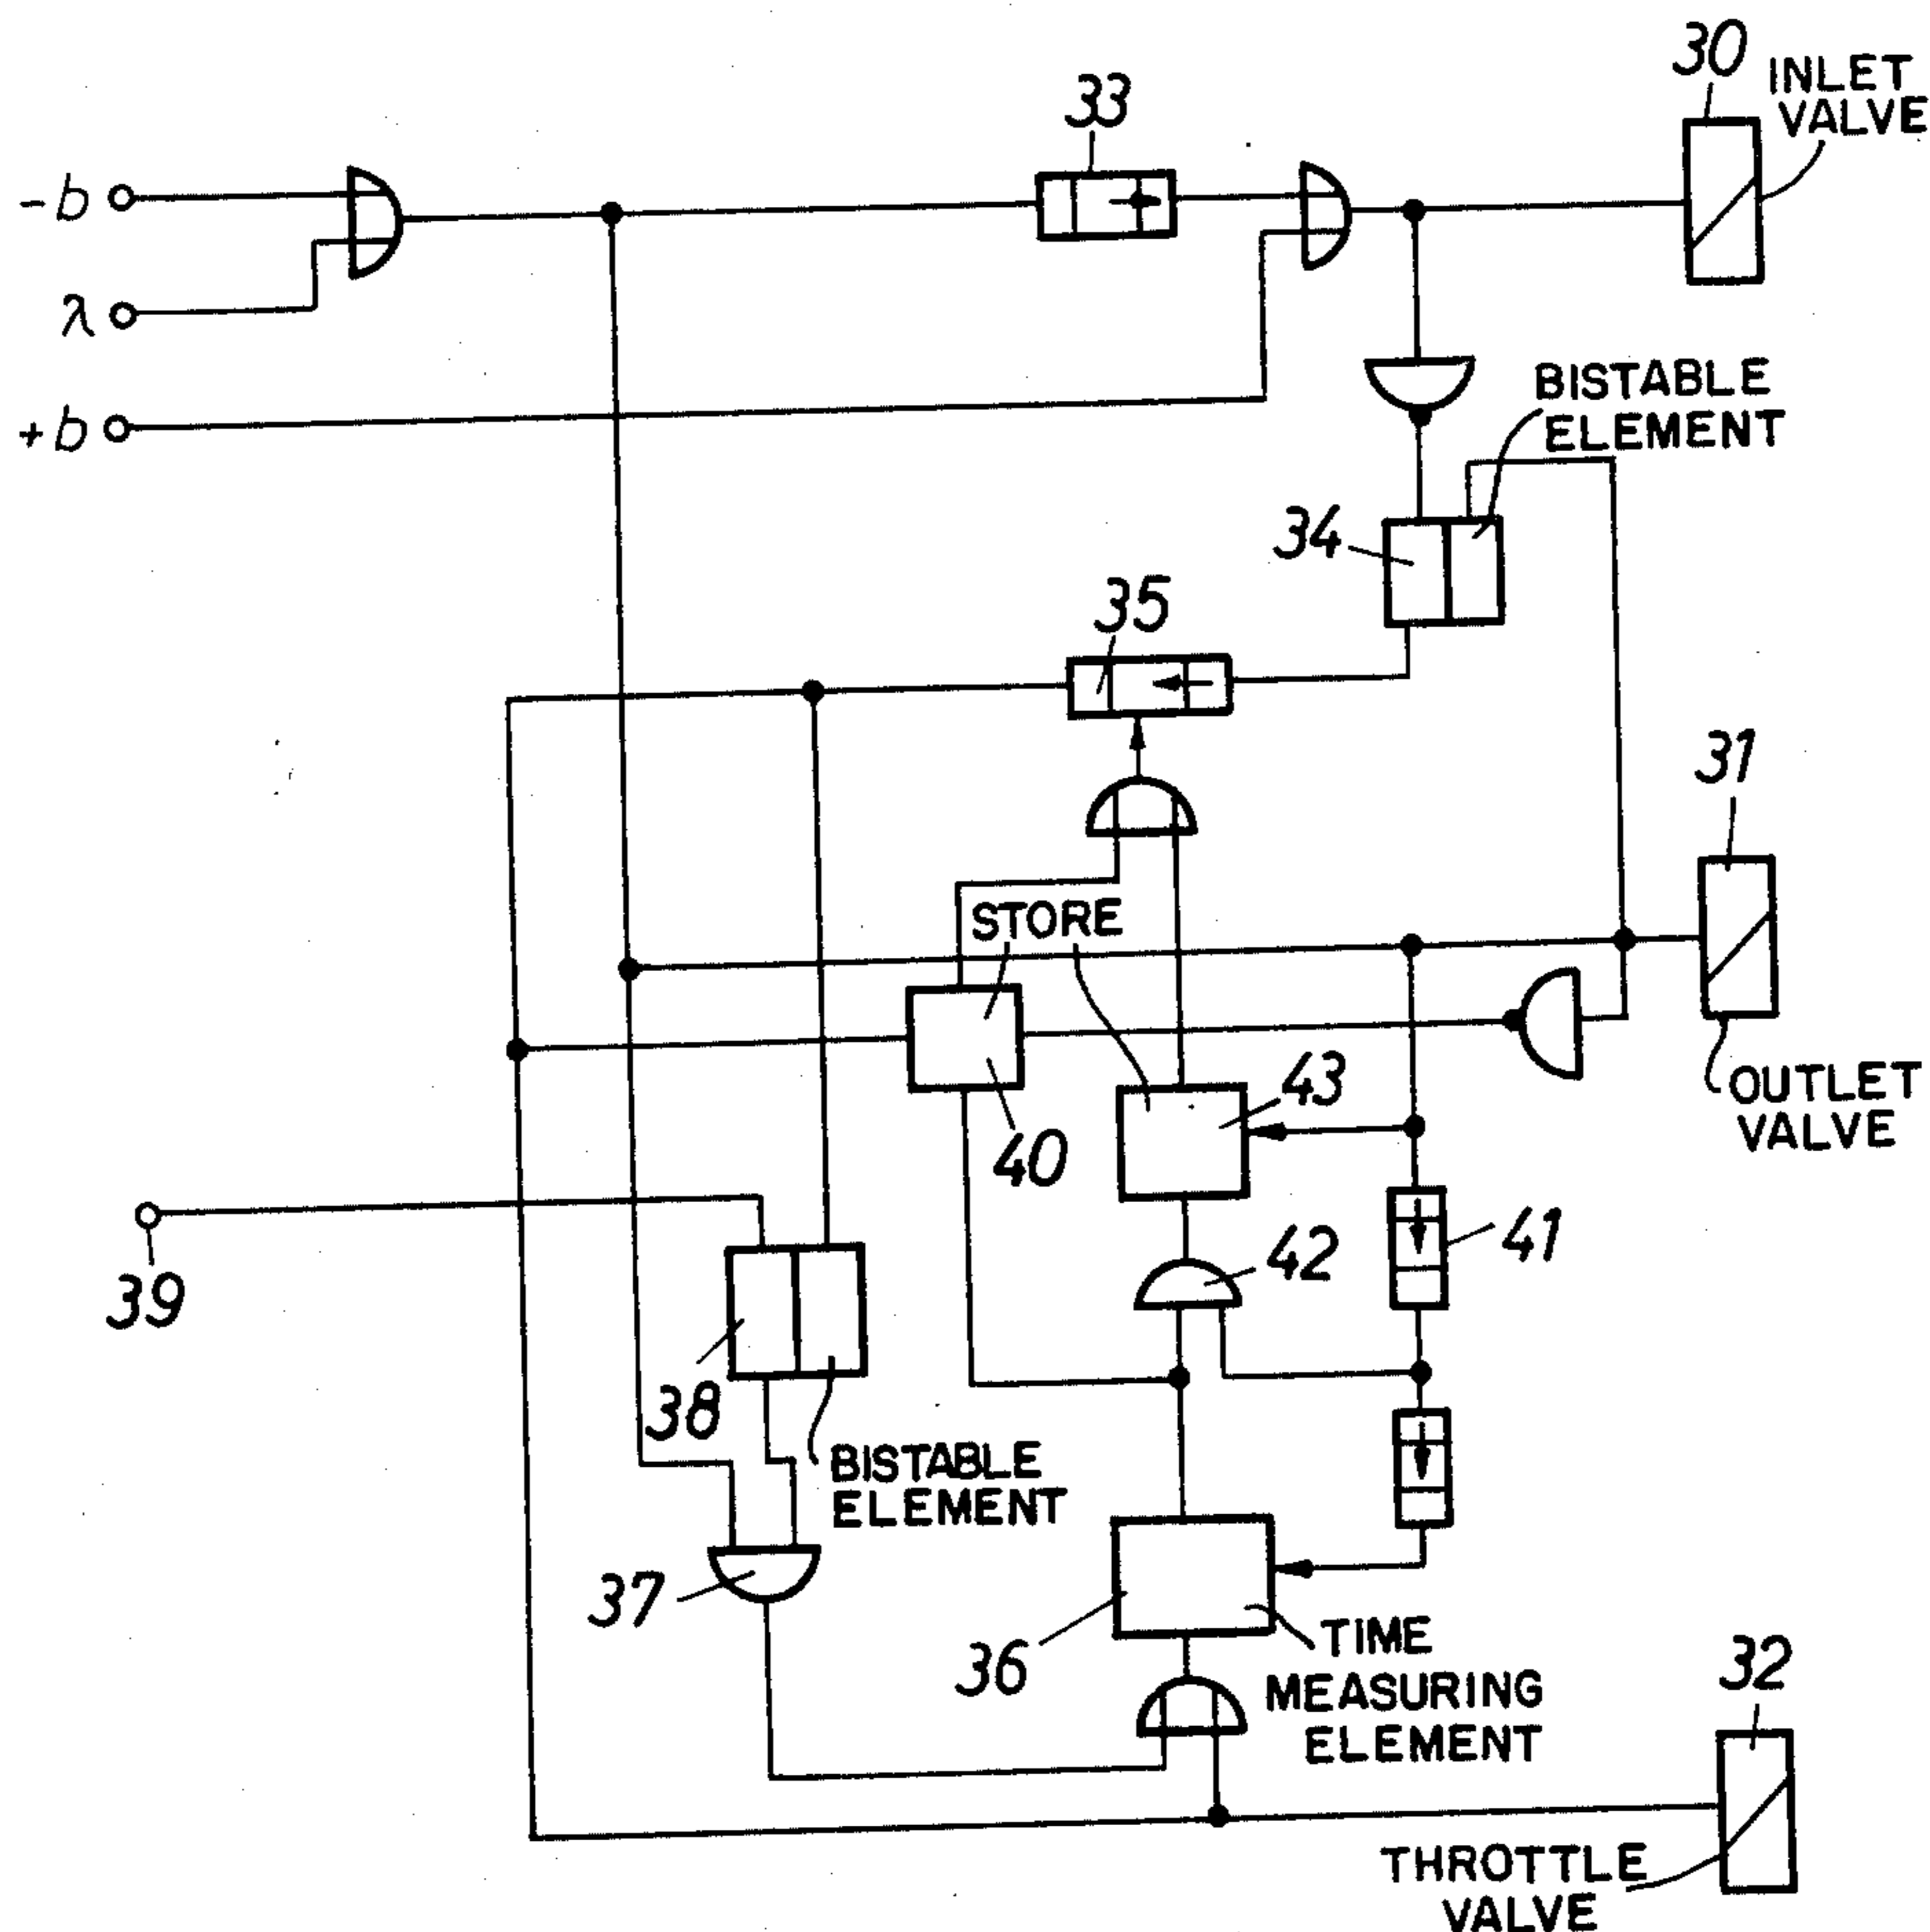 30
INLET
VALVE
33
-b
λ
+b
BISTABLE
ELEMENT
34
35
31
STORE
43
OUTLET
VALVE
40
41
42
39
38
BISTABLE
ELEMENT
37
36
TIME
MEASURING
ELEMENT
32
THROTTLE
VALVE